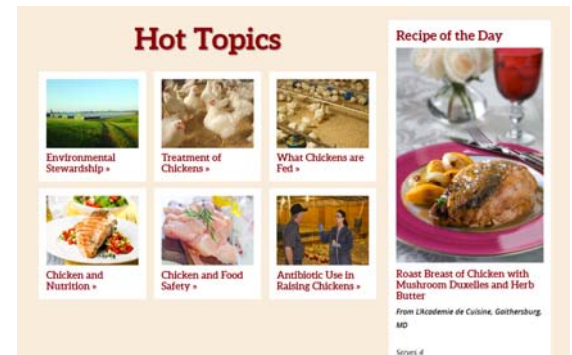 Hot Topics
Environmental
Stewardship »
Treatment of
Chickens »
What Chickens are
Fed »
Chicken and
Nutrition »
Chicken and Food
Safety »
Antibiotic Use in
Raising Chickens »
Recipe of the Day
Roast Breast of Chicken with
Mushroom Duxelles and Herb
Butter
From L'Academie de Cuisine, Gaithersburg,
MD
Serves 4